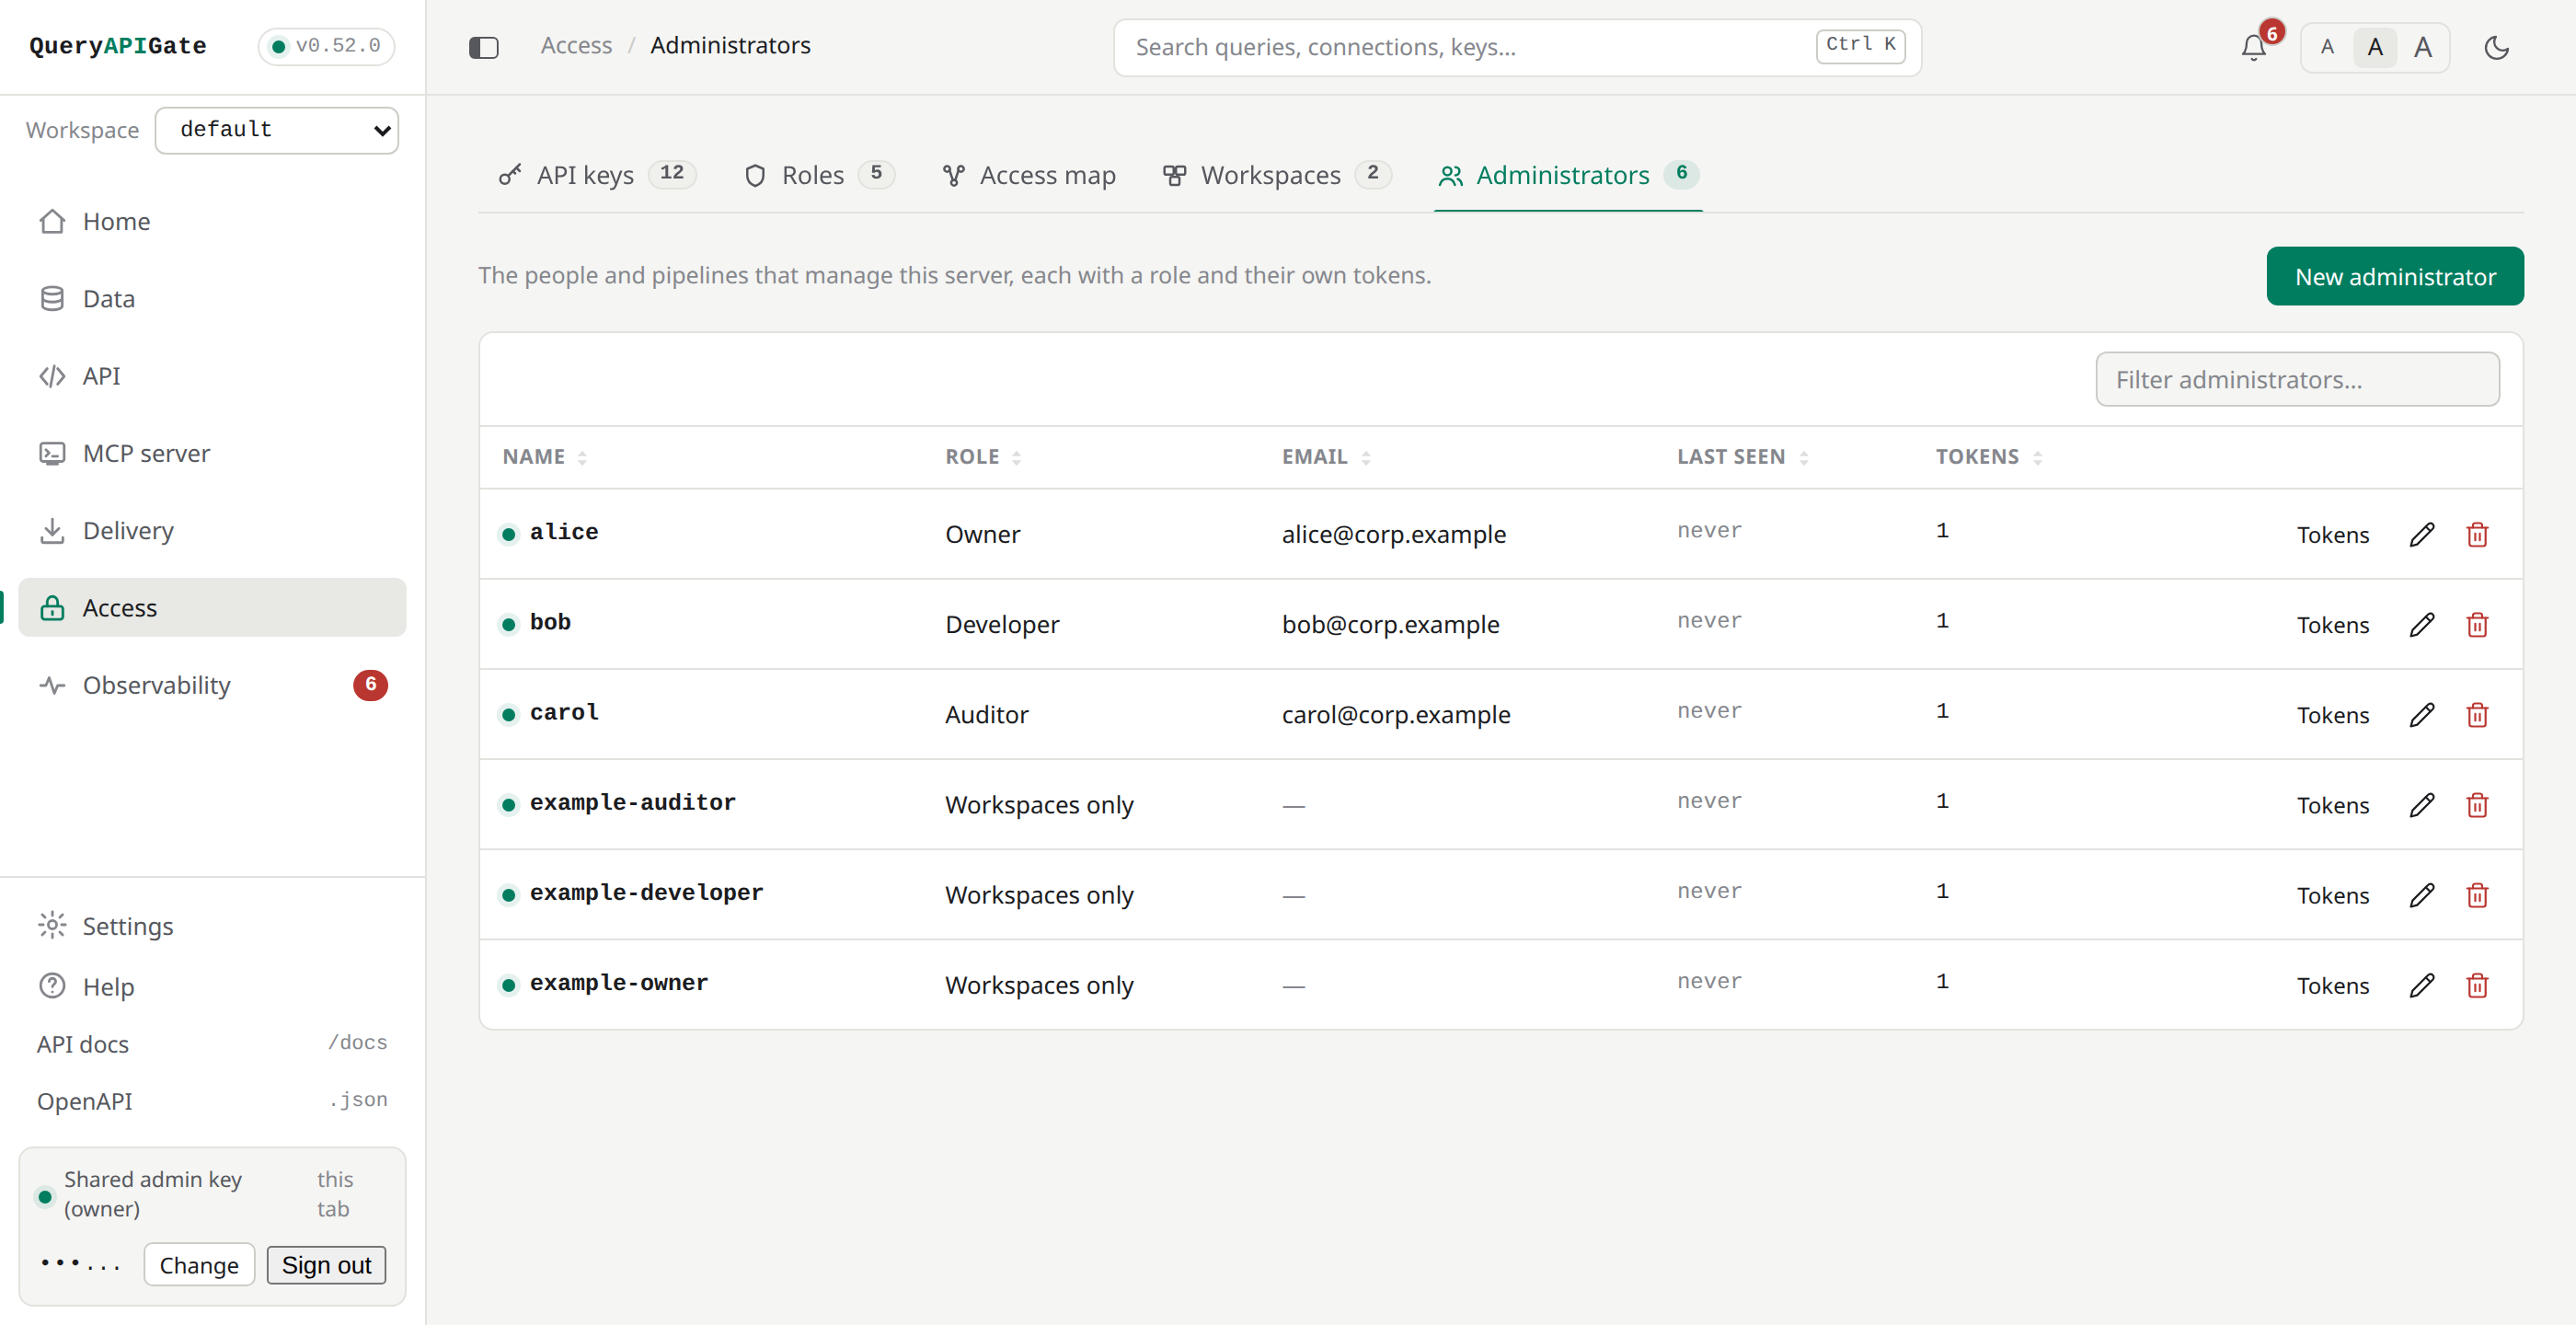 QueryAPIGate
v0.52.0
Access / Administrators
Search queries, connections, keys...
Ctrl K
6
A A A
Workspace default
Home
Data
API
MCP server
Delivery
Access
Observability 6
Settings
Help
API docs /docs
OpenAPI .json
Shared admin key (owner)
this tab
•••... Change Sign out
API keys 12 Roles 5 Access map Workspaces 2 Administrators 6
The people and pipelines that manage this server, each with a role and their own tokens.
New administrator
Filter administrators...
NAME ROLE EMAIL LAST SEEN TOKENS
alice Owner alice@corp.example never 1 Tokens
bob Developer bob@corp.example never 1 Tokens
carol Auditor carol@corp.example never 1 Tokens
example-auditor Workspaces only — never 1 Tokens
example-developer Workspaces only — never 1 Tokens
example-owner Workspaces only — never 1 Tokens